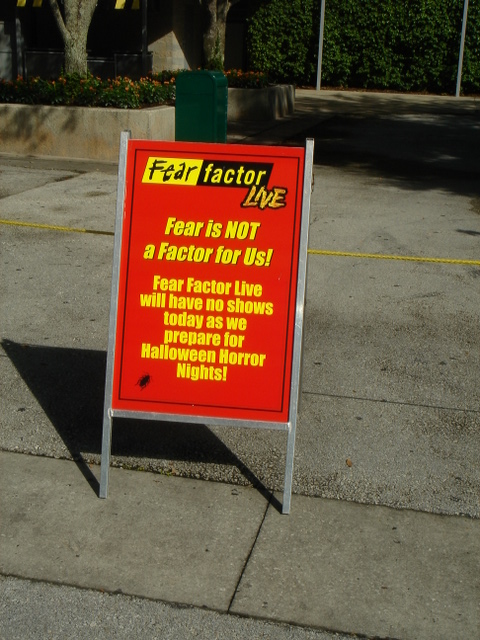 Fear factor
LIVE
Fear is NOT
a Factor for Us!
Fear Factor Live
will have no shows
today as we
prepare for
Halloween Horror
Nights!